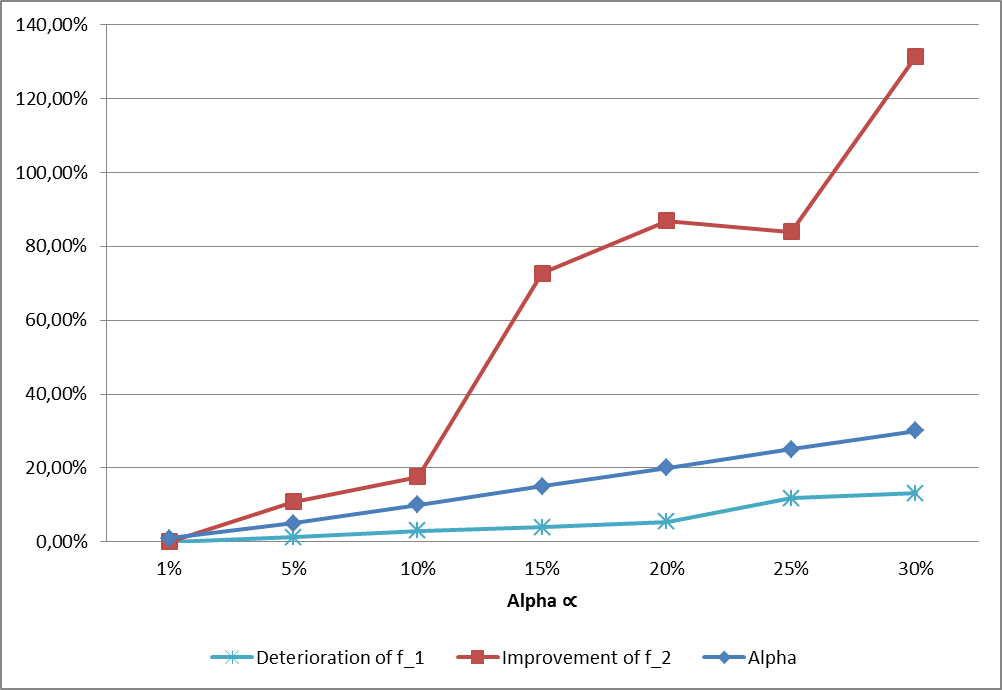 140,00%
120,00%
100,00%
80,00%
60,00%
40,00%
20,00%
0,00%
1% 5% 10% 15% 20% 25% 30%
Alpha ∝
Deterioration of f_1 Improvement of f_2 Alpha